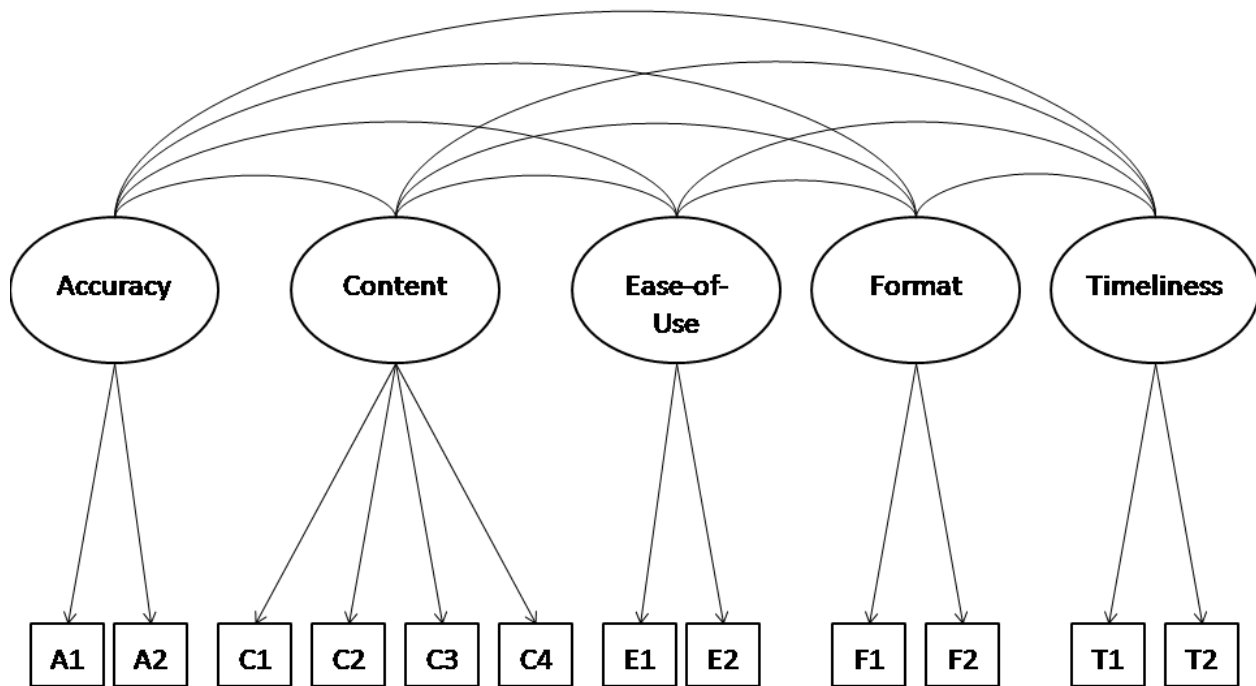 Accuracy
Content
Ease-of-
Use
Format
Timeliness
A1
A2
C1
C2
C3
C4
E1
E2
F1
F2
T1
T2